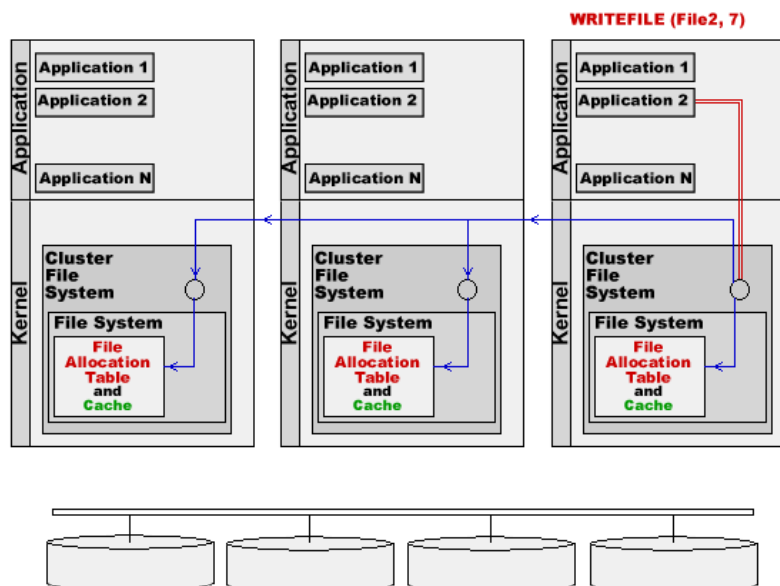 WRITEFILE (File2, 7)
Application
Application 1
Application 2
Application N
Kernel
Cluster
File
System
File System
File
Allocation
Table
and
Cache
Application
Application 1
Application 2
Application N
Kernel
Cluster
File
System
File System
File
Allocation
Table
and
Cache
Application
Application 1
Application 2
Application N
Kernel
Cluster
File
System
File System
File
Allocation
Table
and
Cache